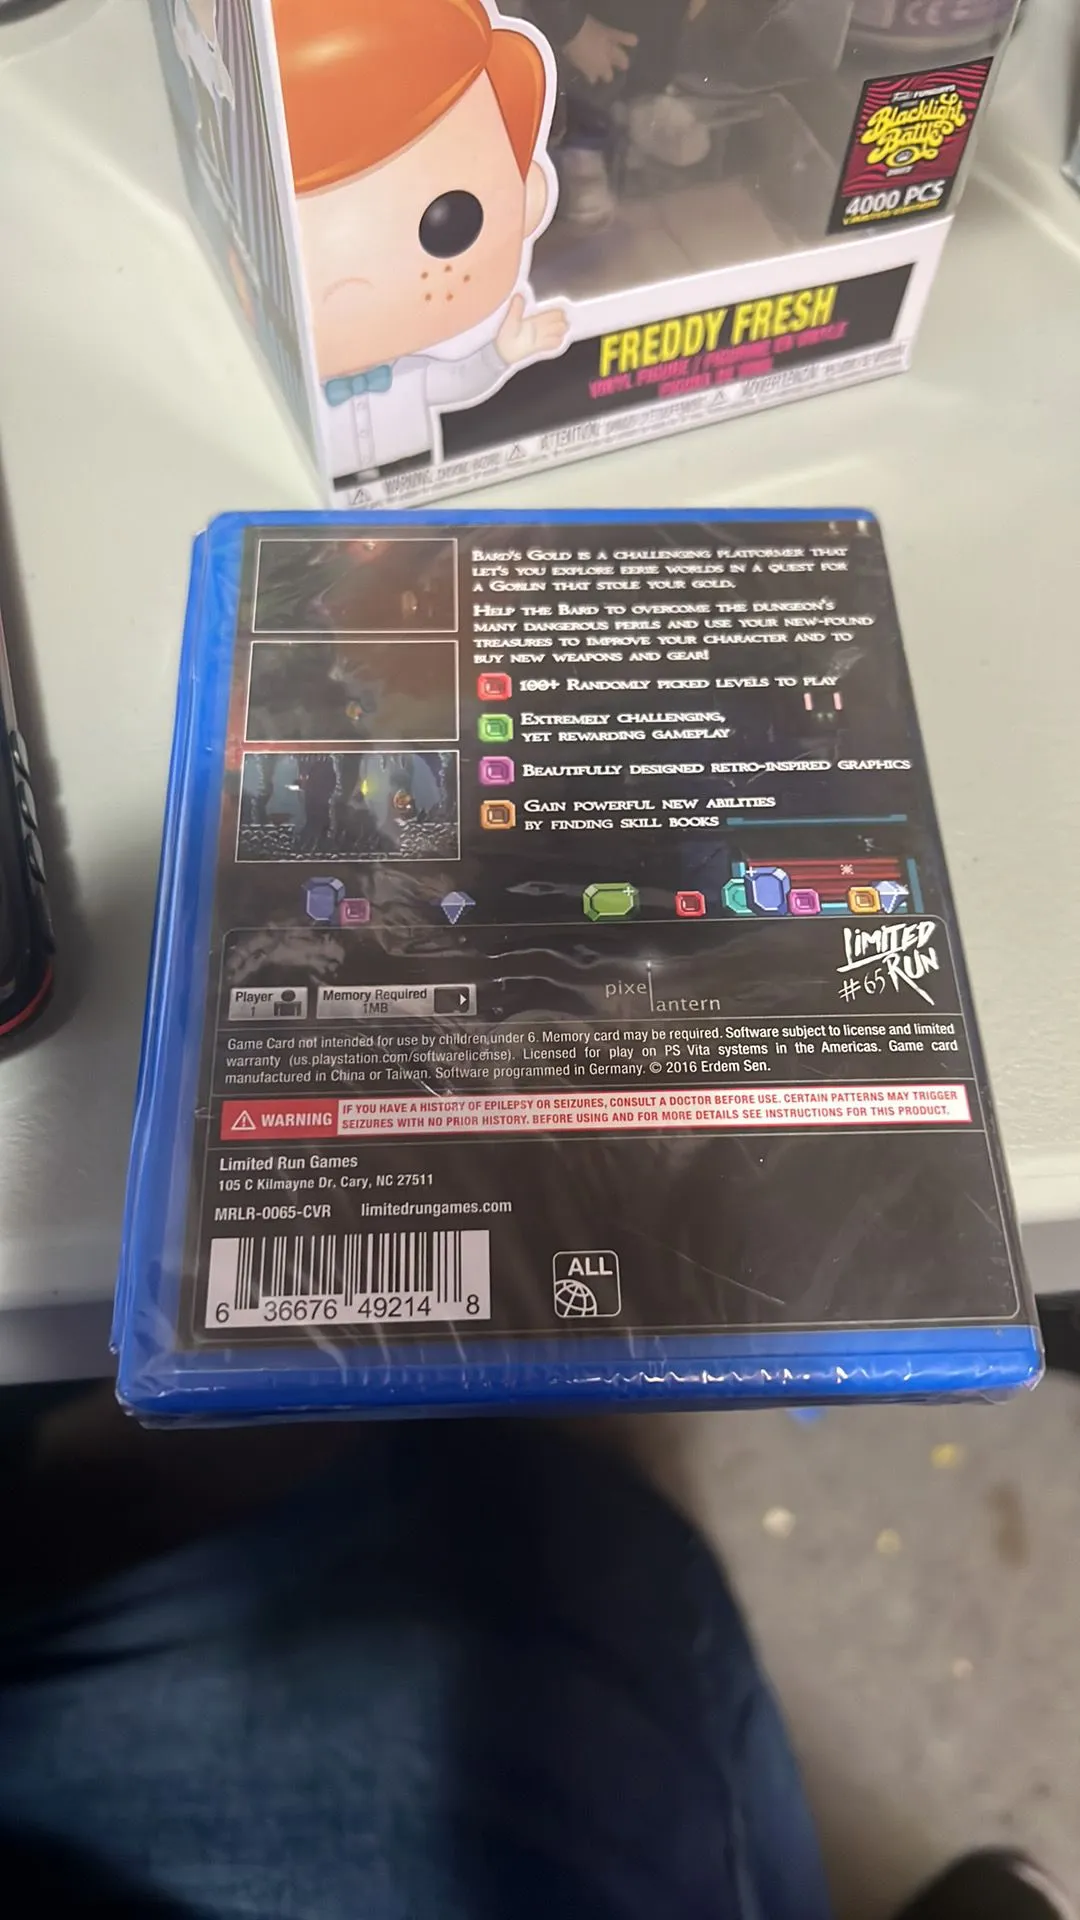 FUNDAYS
Blacklight
Battle
4000 PCS
FREDDY FRESH
BARD'S GOLD IS A CHALLENGING PLATFORMER THAT
LET'S YOU EXPLORE EERIE WORLDS IN A QUEST FOR
A GOBLIN THAT STOLE YOUR GOLD.
HELP THE BARD TO OVERCOME THE DUNGEON'S
MANY DANGEROUS PERILS AND USE YOUR NEW-FOUND
TREASURES TO IMPROVE YOUR CHARACTER AND TO
BUY NEW WEAPONS AND GEAR!
100+ RANDOMLY PICKED LEVELS TO PLAY
EXTREMELY CHALLENGING,
YET REWARDING GAMEPLAY
BEAUTIFULLY DESIGNED RETRO-INSPIRED GRAPHICS
GAIN POWERFUL NEW ABILITIES
BY FINDING SKILL BOOKS
LIMITED
RUN
#65
Player
1
Memory Required
1MB
pixel
lantern
Game Card not intended for use by children under 6. Memory card may be required. Software subject to license and limited
warranty (us.playstation.com/softwarelicense). Licensed for play on PS Vita systems in the Americas. Game card
manufactured in China or Taiwan. Software programmed in Germany. © 2016 Erdem Sen.
WARNING
IF YOU HAVE A HISTORY OF EPILEPSY OR SEIZURES, CONSULT A DOCTOR BEFORE USE. CERTAIN PATTERNS MAY TRIGGER
SEIZURES WITH NO PRIOR HISTORY. BEFORE USING AND FOR MORE DETAILS SEE INSTRUCTIONS FOR THIS PRODUCT.
Limited Run Games
105 C Kilmayne Dr, Cary, NC 27511
MRLR-0065-CVR limitedrungames.com
6 36676 49214 8
ALL